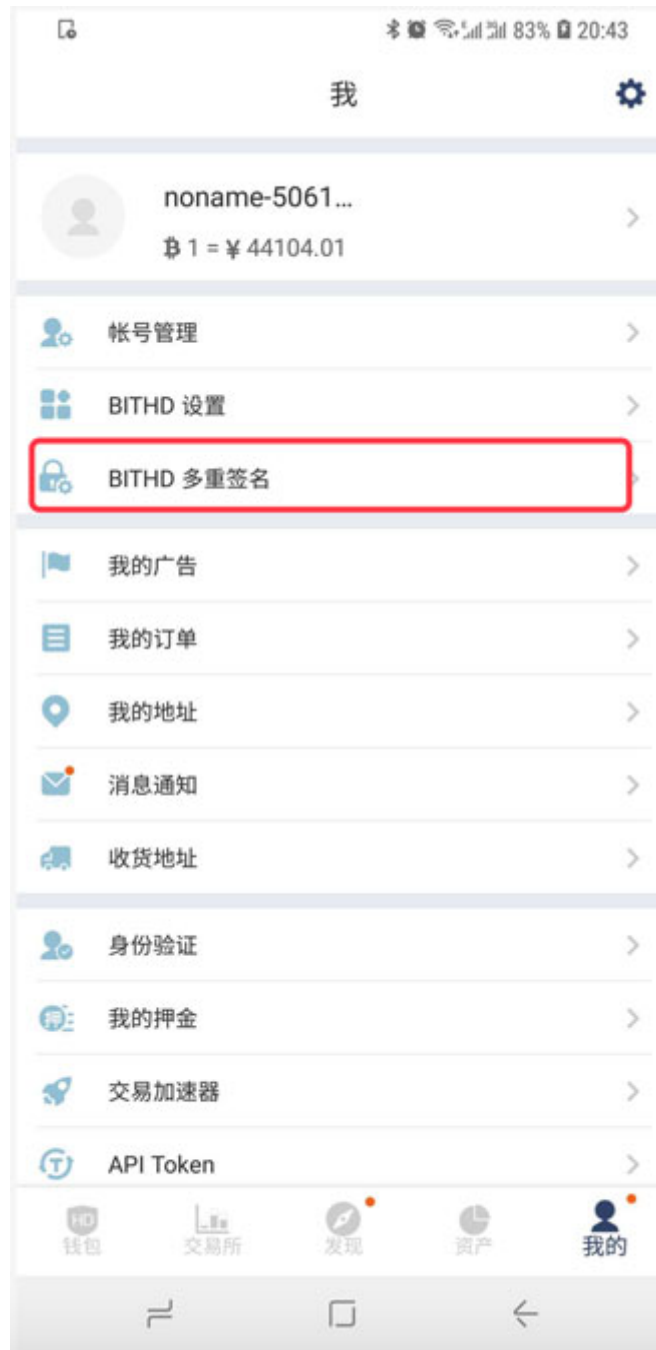 83% 20:43
我
noname-5061...
₿ 1 = ¥ 44104.01
帐号管理
BITHD 设置
BITHD 多重签名
我的广告
我的订单
我的地址
消息通知
收货地址
身份验证
押 我的押金
交易加速器
T API Token
HD
钱包 交易所 发现 资产 我的